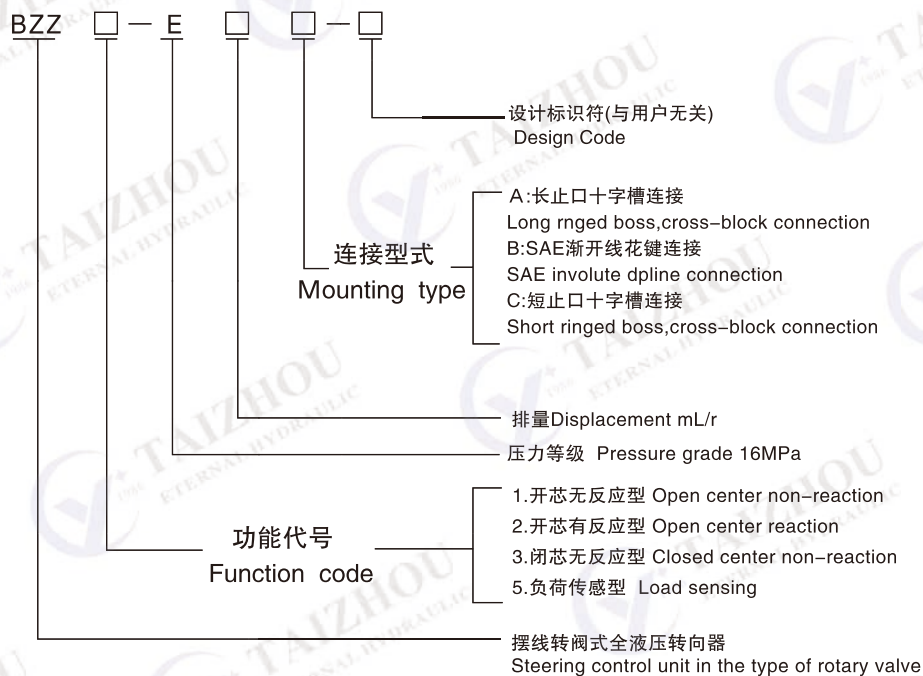 BZZ □ — E □ □ — □
设计标识符(与用户无关)
Design Code
A:长止口十字槽连接
Long rnged boss,cross-block connection
B:SAE渐开线花键连接
SAE involute dpline connection
C:短止口十字槽连接
Short ringed boss,cross-block connection
连接型式
Mounting type
排量Displacement mL/r
压力等级 Pressure grade 16MPa
1.开芯无反应型 Open center non-reaction
2.开芯有反应型 Open center reaction
3.闭芯无反应型 Closed center non-reaction
5.负荷传感型 Load sensing
功能代号
Function code
摆线转阀式全液压转向器
Steering control unit in the type of rotary valve
TAIZHOU
ETERNAL HYDRAULIC
1986